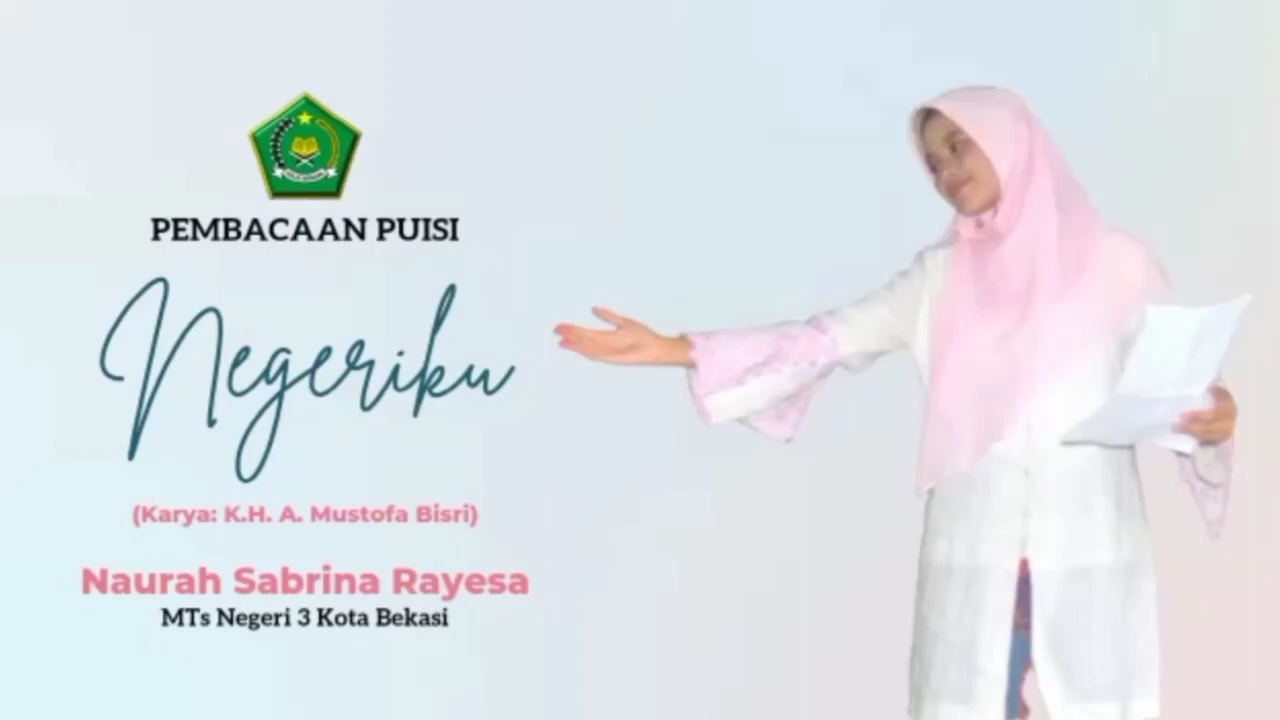 PEMBACAAN PUISI
Negeriku
(Karya: K.H. A. Mustofa Bisri)
Naurah Sabrina Rayesa
MTs Negeri 3 Kota Bekasi